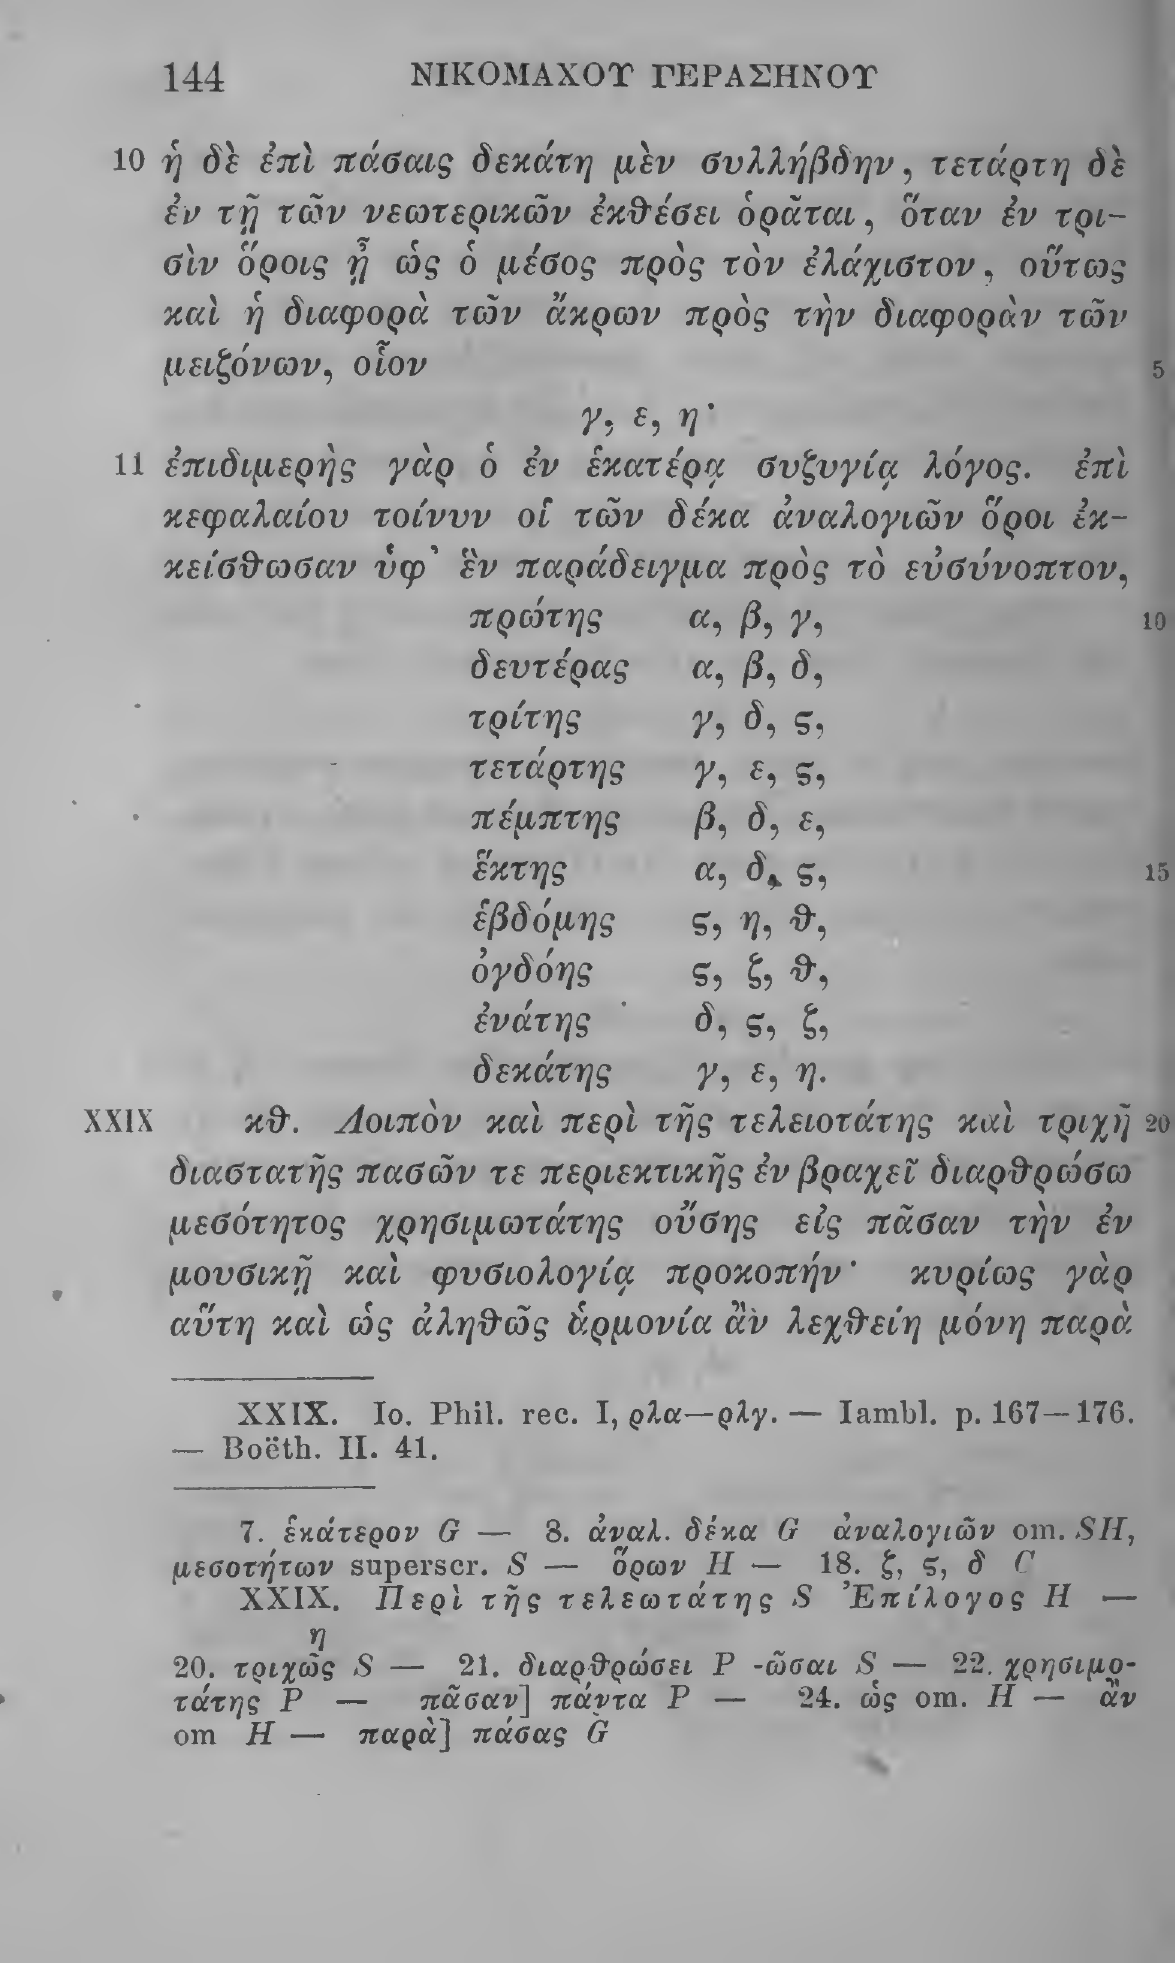 144 ΝΙΚΟΜΑΧΟΥ ΓΕΡΑΣΗΝΟΥ
10 ἡ δὲ ἐπὶ πάσαις δεκάτη μὲν συλλήβδην, τετάρτη δὲ
ἐν τῇ τῶν νεωτερικῶν ἐκθέσει ὁρᾶται, ὅταν ἐν τρι-
σὶν ὅροις ᾖ ὡς ὁ μέσος πρὸς τὸν ἐλάχιστον, οὕτως
καὶ ἡ διαφορὰ τῶν ἄκρων πρὸς τὴν διαφορὰν τῶν
μειζόνων, οἷον 5
γ, ε, η·
11 ἐπιδιμερὴς γὰρ ὁ ἐν ἑκατέρᾳ συζυγίᾳ λόγος. ἐπὶ
κεφαλαίου τοίνυν οἱ τῶν δέκα ἀναλογιῶν ὅροι ἐκ-
κείσθωσαν ὑφ᾽ ἓν παράδειγμα πρὸς τὸ εὐσύνοπτον,
πρώτης α, β, γ, 10
δευτέρας α, β, δ,
τρίτης γ, δ, ϛ,
τετάρτης γ, ε, ϛ,
πέμπτης β, δ, ε,
ἕκτης α, δ, ϛ, 15
ἑβδόμης ϛ, η, θ,
ὀγδόης ϛ, ζ, θ,
ἐνάτης δ, ϛ, ζ,
δεκάτης γ, ε, η.
XXIX κθ. Λοιπὸν καὶ περὶ τῆς τελειοτάτης καὶ τριχῇ 20
διαστατῆς πασῶν τε περιεκτικῆς ἐν βραχεῖ διαρθρώσω
μεσότητος χρησιμωτάτης οὔσης εἰς πᾶσαν τὴν ἐν
μουσικῇ καὶ φυσιολογίᾳ προκοπήν· κυρίως γὰρ
αὕτη καὶ ὡς ἀληθῶς ἁρμονία ἂν λεχθείη μόνη παρὰ
XXIX. Io. Phil. rec. I, ρλα—ρλγ. — Iambl. p. 167—176.
— Boëth. II. 41.
7. ἑκάτερον G — 8. ἀναλ. δέκα G ἀναλογιῶν om. SH,
μεσοτήτων superscr. S — ὅρων H — 18. ζ, ϛ, δ C
XXIX. Περὶ τῆς τελεωτάτης S Ἐπίλογος H —
η
20. τριχῶς S — 21. διαρθρώσει P -ῶσαι S — 22. χρησιμο-
τάτης P — πᾶσαν] πάντα P — 24. ὡς om. H — ἂν
om H — παρὰ] πάσας G